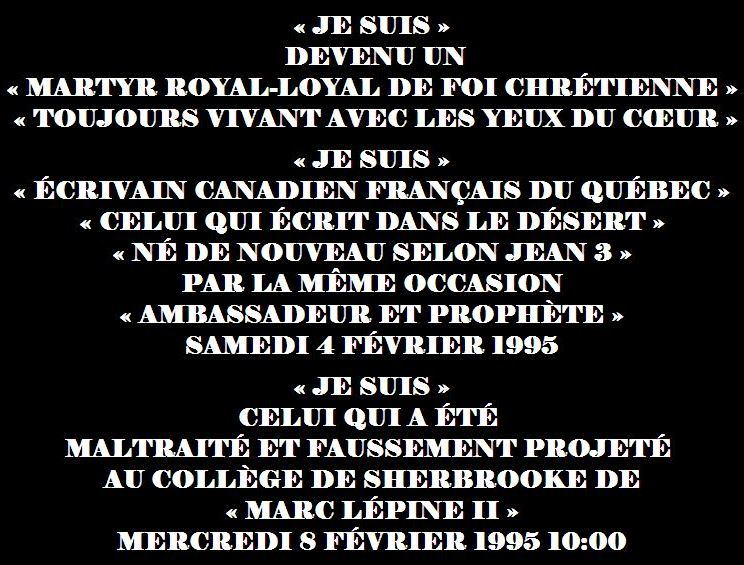 « JE SUIS »
DEVENU UN
« MARTYR ROYAL-LOYAL DE FOI CHRÉTIENNE »
« TOUJOURS VIVANT AVEC LES YEUX DU CŒUR »
« JE SUIS »
« ÉCRIVAIN CANADIEN FRANÇAIS DU QUÉBEC »
« CELUI QUI ÉCRIT DANS LE DÉSERT »
« NÉ DE NOUVEAU SELON JEAN 3 »
PAR LA MÊME OCCASION
« AMBASSADEUR ET PROPHÈTE »
SAMEDI 4 FÉVRIER 1995
« JE SUIS »
CELUI QUI A ÉTÉ
MALTRAITÉ ET FAUSSEMENT PROJETÉ
AU COLLÈGE DE SHERBROOKE DE
« MARC LÉPINE II »
MERCREDI 8 FÉVRIER 1995 10:00